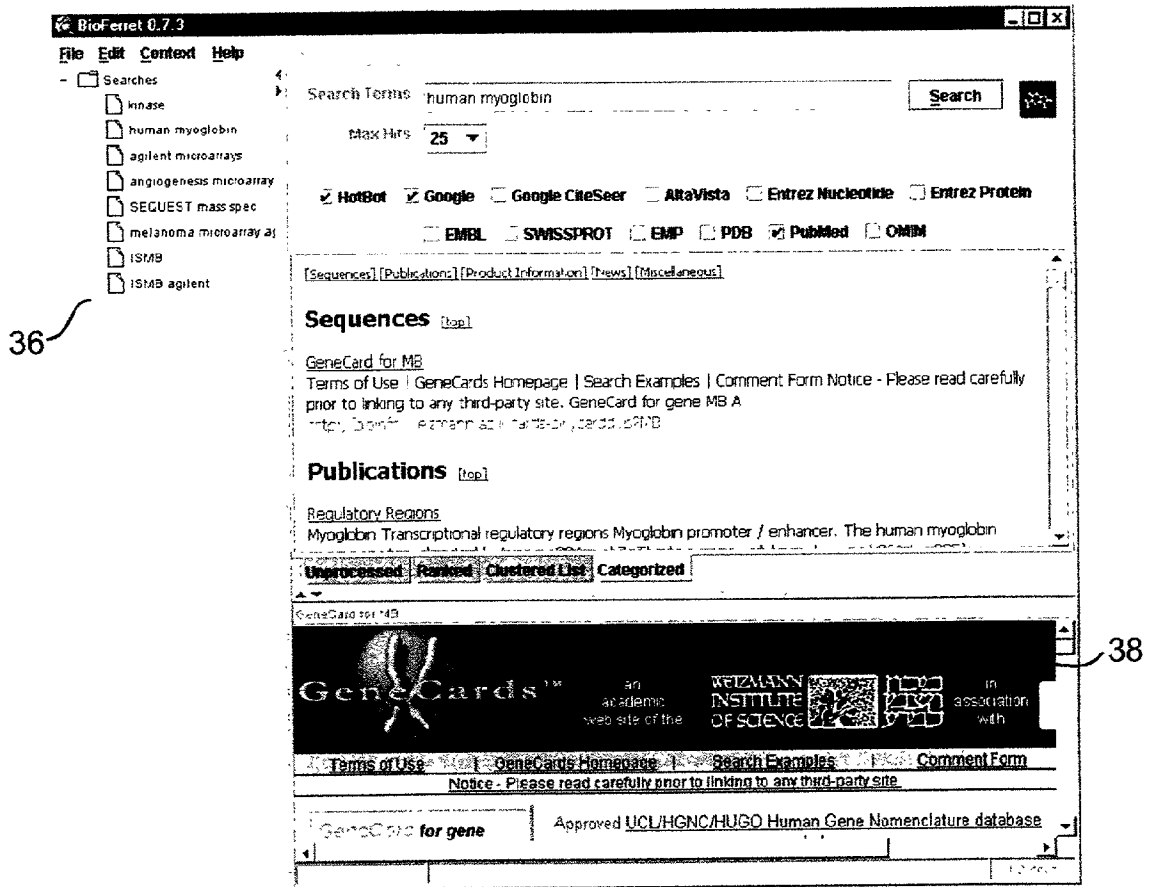 BioFerret 0.7.3
File Edit Context Help
Searches
kinase
human myoglobin
agilent microarrays
angiogenesis microarray
SEQUEST mass spec
melanoma microarray
ISMB
ISMB agilent
36
Search Terms human myoglobin Search
Max Hits 25
HotBot Google Google CiteSeer AltaVista Entrez Nucleotide Entrez Protein
EMBL SWISSPROT EMP PDB PubMed OMIM
[Sequences] [Publications] [Product Information] [News] [Miscellaneous]
Sequences [top]
GeneCard for MB
Terms of Use | GeneCards Homepage | Search Examples | Comment Form Notice - Please read carefully
prior to linking to any third-party site. GeneCard for gene MB A
Publications [top]
Regulatory Regions
Myoglobin Transcriptional regulatory regions Myoglobin promoter / enhancer. The human myoglobin
Unprocessed Ranked Clustered List Categorized
GeneCard for MB
GeneCards™ an academic web site of the WEIZMANN INSTITUTE OF SCIENCE in association with
38
Terms of Use | GeneCards Homepage | Search Examples | Comment Form
Notice - Please read carefully prior to linking to any third-party site
GeneCard for gene Approved UCL/HGNC/HUGO Human Gene Nomenclature database